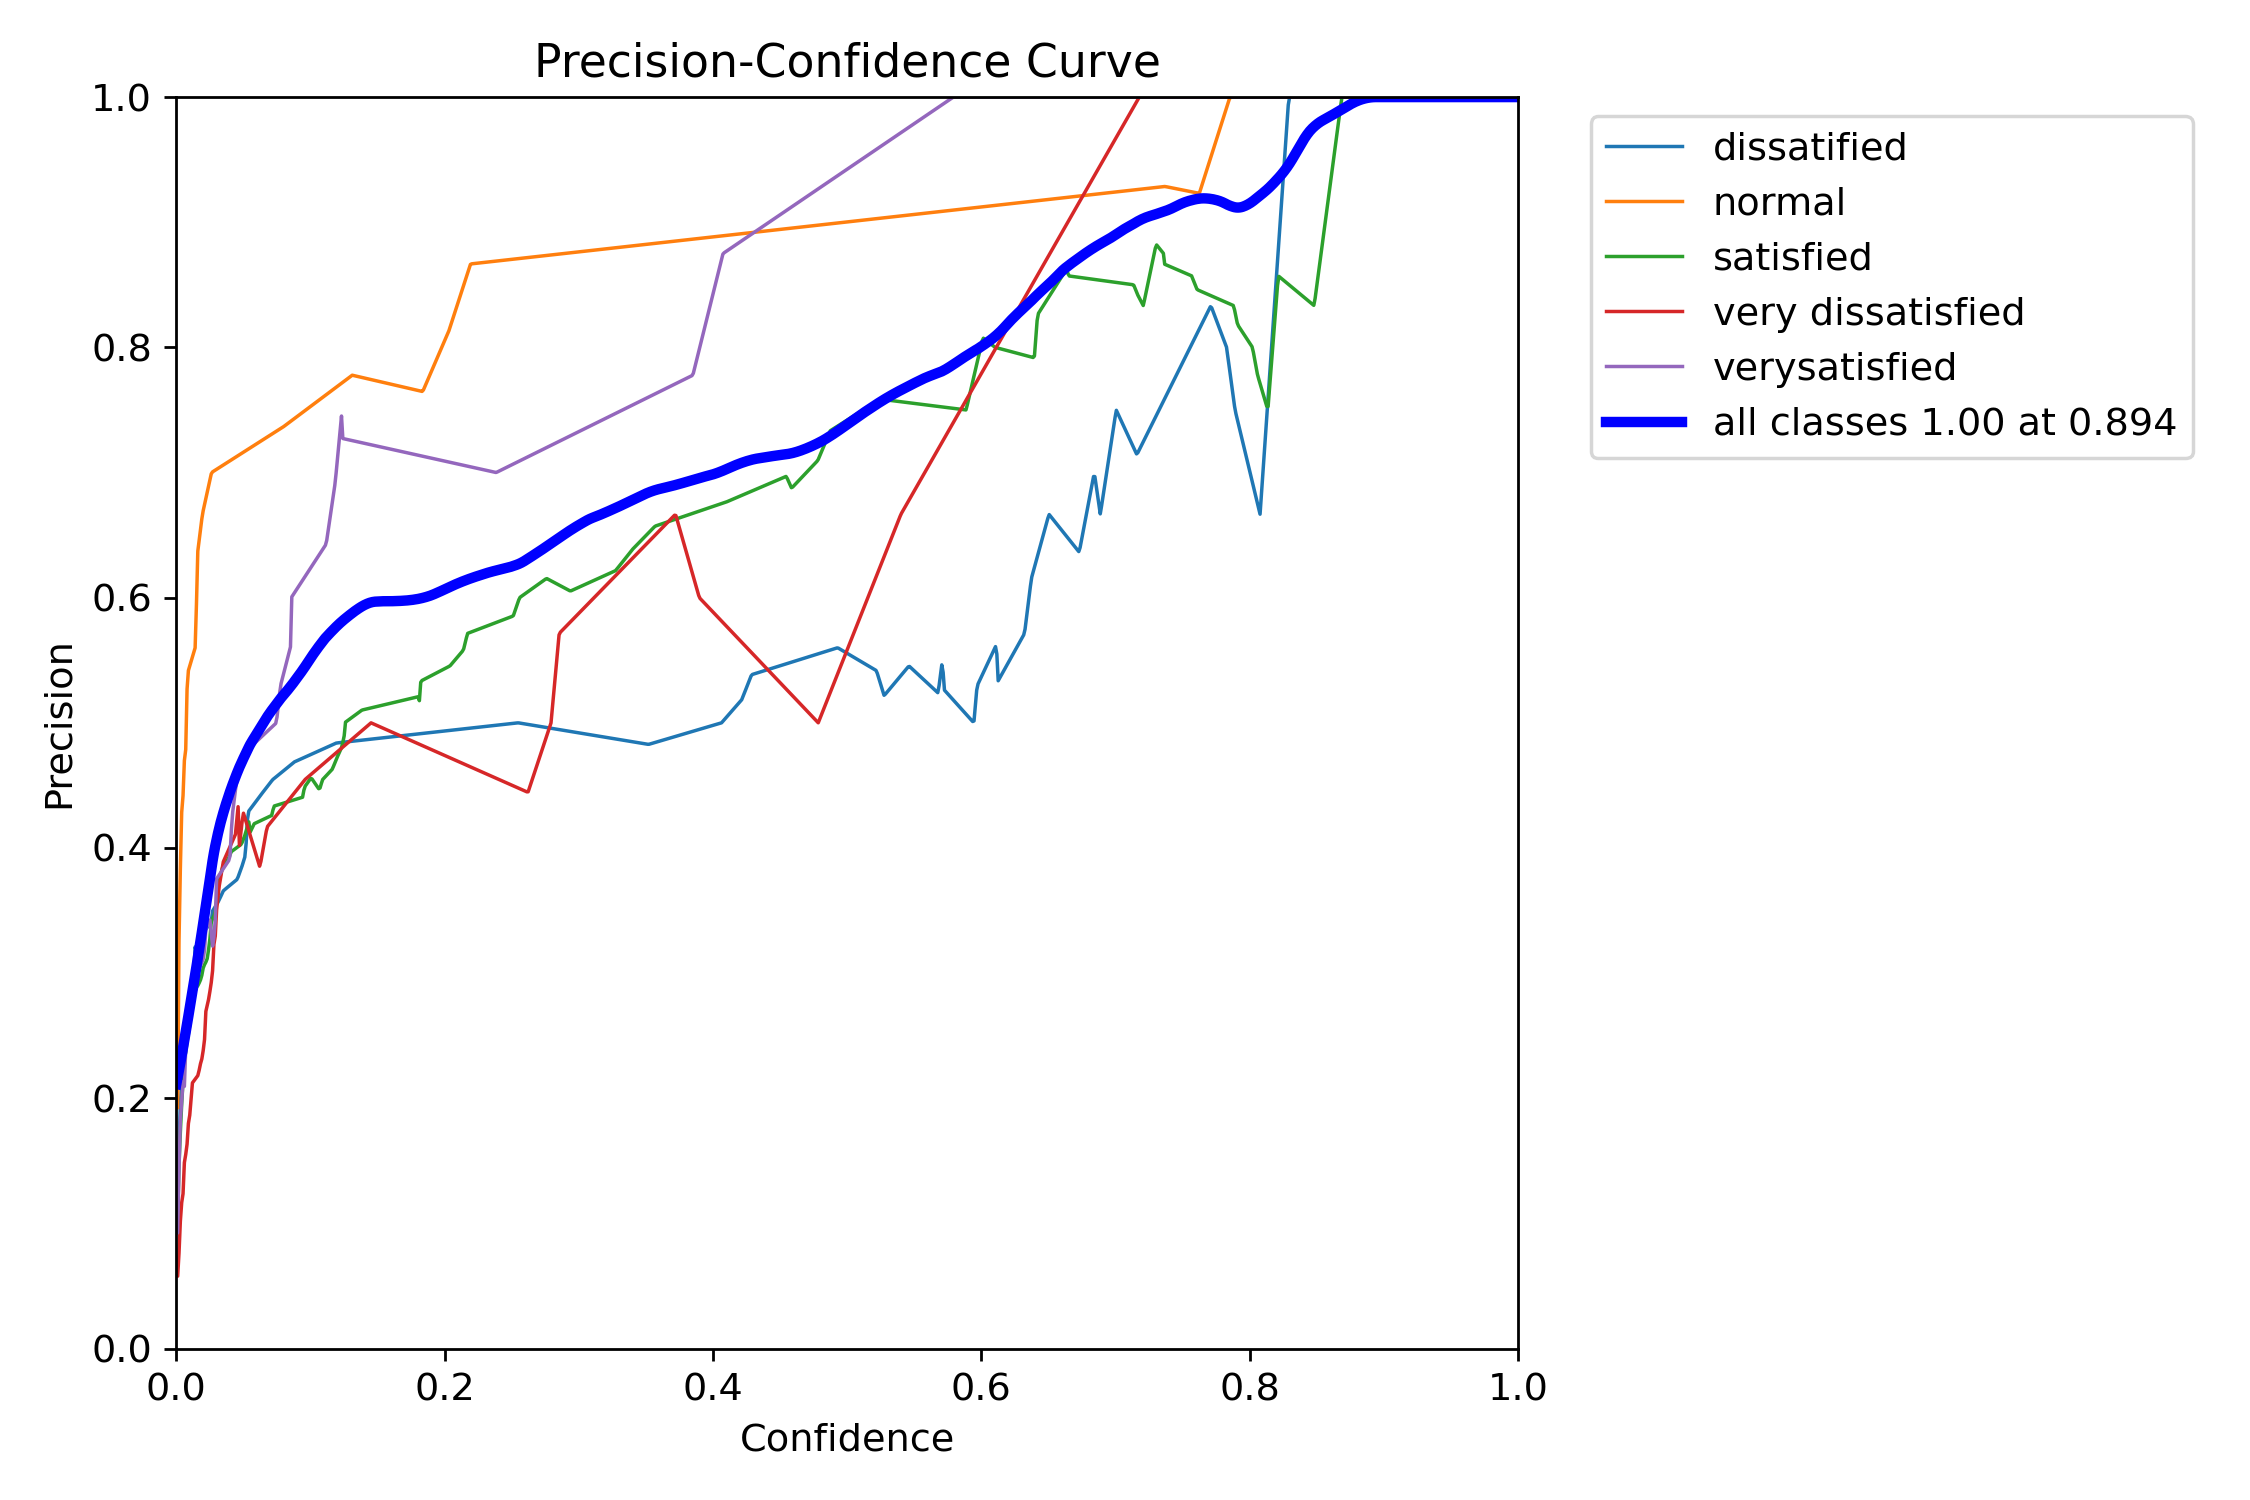 Precision-Confidence Curve
1.0
0.8
0.6
0.4
0.2
0.0
Precision
0.0 0.2 0.4 0.6 0.8 1.0
Confidence
dissatified
normal
satisfied
very dissatisfied
verysatisfied
all classes 1.00 at 0.894